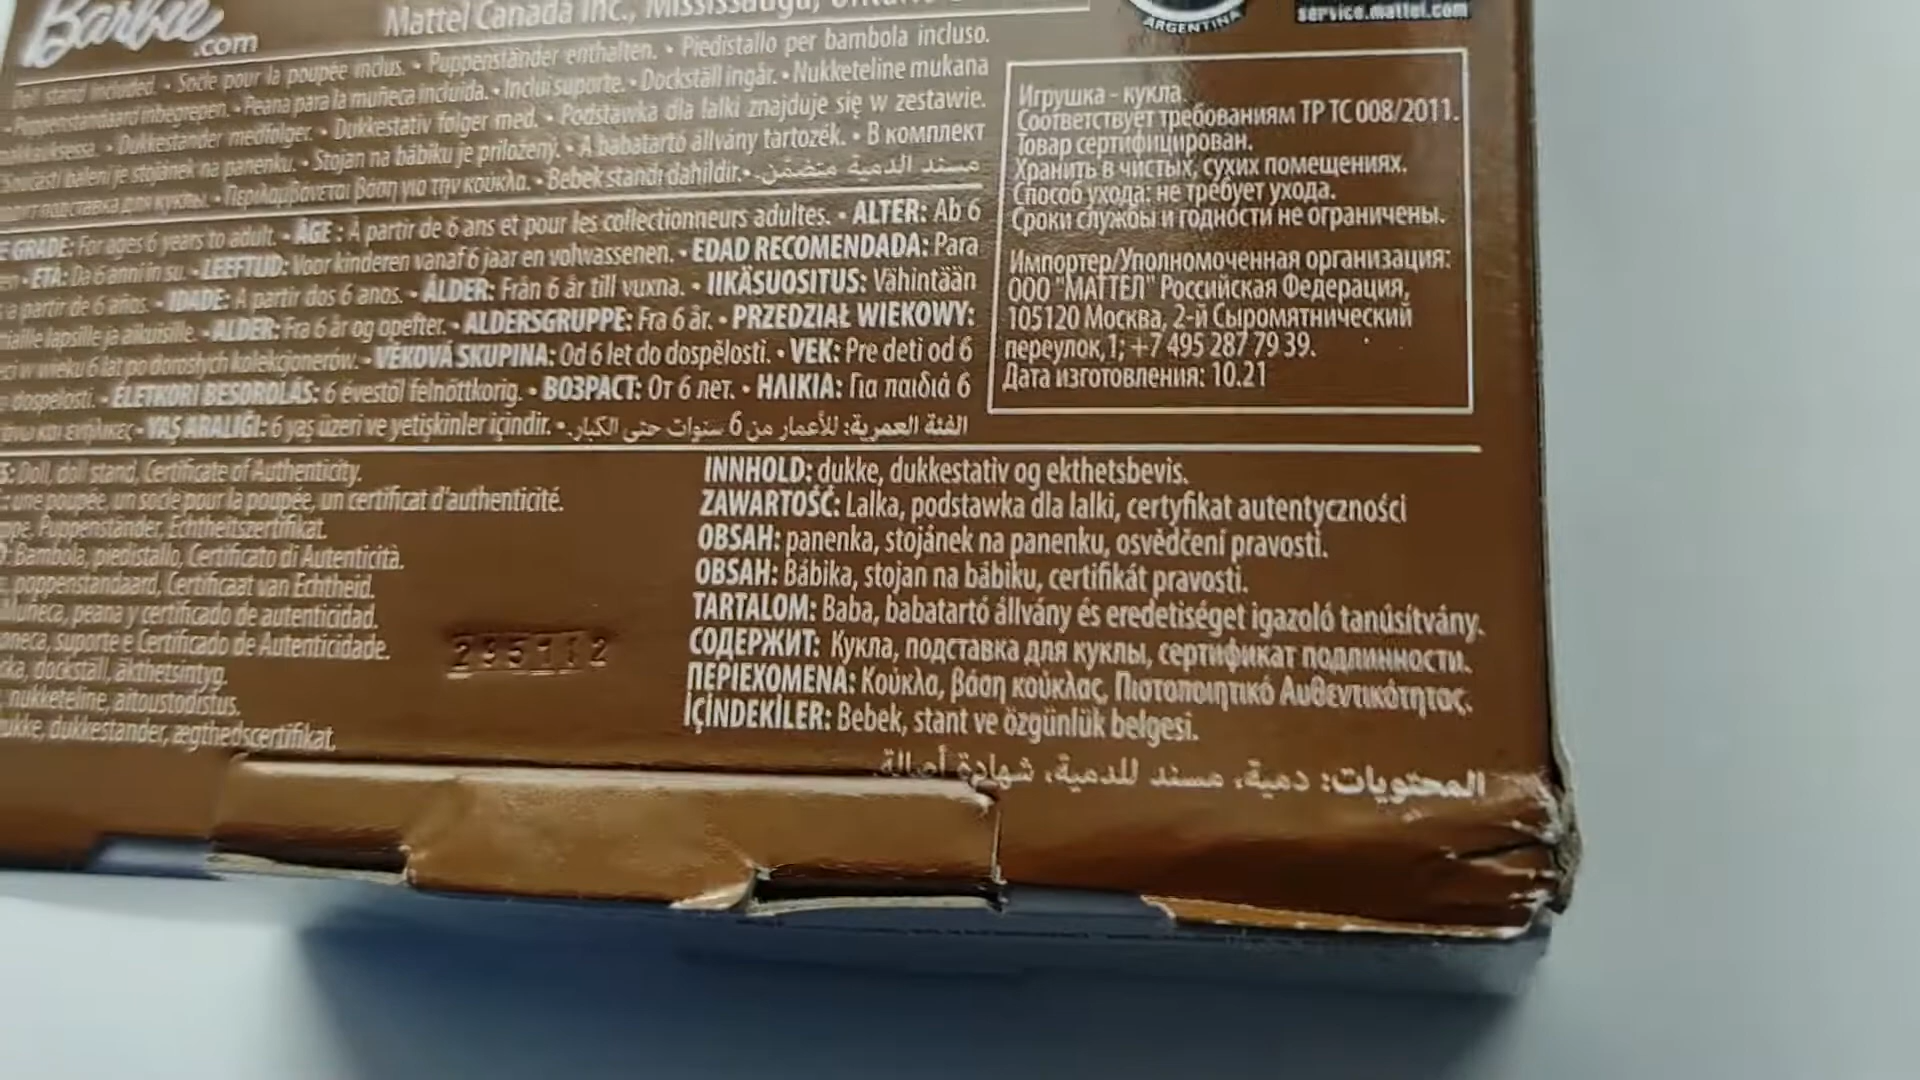 Barbie
.com
Mattel Canada Inc.,
Doll stand included. • Socle pour la poupée inclus. • Puppenständer enthalten. • Piedistallo per bambola incluso.
• Poppenstandaard inbegrepen. • Peana para la muñeca incluida. • Inclui suporte. • Dockställ ingår. • Nukketeline mukana
pakkauksessa. • Dukkestander medfølger. • Dukkestativ følger med. • Podstawka dla lalki znajduje się w zestawie.
Součástí balení je stojánek na panenku. • Stojan na bábiku je priložený. • A babatartó állvány tartozék. • В комплект
подставка для куклы. • Περιλαμβάνεται βάση για την κούκλα. • Bebek standı dahildir. • مسند الدمية متضمّن.
E GRADE: For ages 6 years to adult. • ÂGE : À partir de 6 ans et pour les collectionneurs adultes. • ALTER: Ab 6
• ETÀ: Da 6 anni in su. • LEEFTIJD: Voor kinderen vanaf 6 jaar en volwassenen. • EDAD RECOMENDADA: Para
a partir de 6 años. • IDADE: A partir dos 6 anos. • ÅLDER: Från 6 år till vuxna. • IIKÄSUOSITUS: Vähintään
lapsille ja aikuisille. • ALDER: Fra 6 år og opefter. • ALDERSGRUPPE: Fra 6 år. • PRZEDZIAŁ WIEKOWY:
w wieku 6 lat po dorosłych kolekcjonerów. • VĚKOVÁ SKUPINA: Od 6 let do dospělosti. • VEK: Pre deti od 6
dospelosti. • ÉLETKORI BESOROLÁS: 6 évestől felnőttkorig. • ВОЗРАСТ: От 6 лет. • ΗΛΙΚΙΑ: Για παιδιά 6
και ενήλικες • YAŞ ARALIĞI: 6 yaş üzeri ve yetişkinler içindir. • الفئة العمرية: للأعمار من 6 سنوات حتى الكبار.
S: Doll, doll stand, Certificate of Authenticity.
: une poupée, un socle pour la poupée, un certificat d'authenticité.
Puppenständer, Echtheitszertifikat.
O: Bambola, piedistallo, Certificato di Autenticità.
poppenstandaard, Certificaat van Echtheid.
Muñeca, peana y certificado de autenticidad.
suporte e Certificado de Autenticidade.
dockställ, äkthetsintyg.
nukketeline, aitoustodistus.
dukkestander, ægthedscertifikat.
INNHOLD: dukke, dukkestativ og ekthetsbevis.
ZAWARTOŚĆ: Lalka, podstawka dla lalki, certyfikat autentyczności
OBSAH: panenka, stojánek na panenku, osvědčení pravosti.
OBSAH: Bábika, stojan na bábiku, certifikát pravosti.
TARTALOM: Baba, babatartó állvány és eredetiséget igazoló tanúsítvány.
СОДЕРЖИТ: Кукла, подставка для куклы, сертификат подлинности.
ΠΕΡΙΕΧΟΜΕΝΑ: Κούκλα, βάση κούκλας, Πιστοποιητικό Αυθεντικότητας.
İÇİNDEKİLER: Bebek, stant ve özgünlük belgesi.
المحتويات: دمية، مسند للدمية، شهادة أصالة.
ARGENTINA
service.mattel.com
Игрушка - кукла.
Соответствует требованиям ТР ТС 008/2011.
Товар сертифицирован.
Хранить в чистых, сухих помещениях.
Способ ухода: не требует ухода.
Сроки службы и годности не ограничены.
Импортер/Уполномоченная организация:
ООО "МАТТЕЛ" Российская Федерация,
105120 Москва, 2-й Сыромятнический
переулок,1; +7 495 287 79 39.
Дата изготовления: 10.21